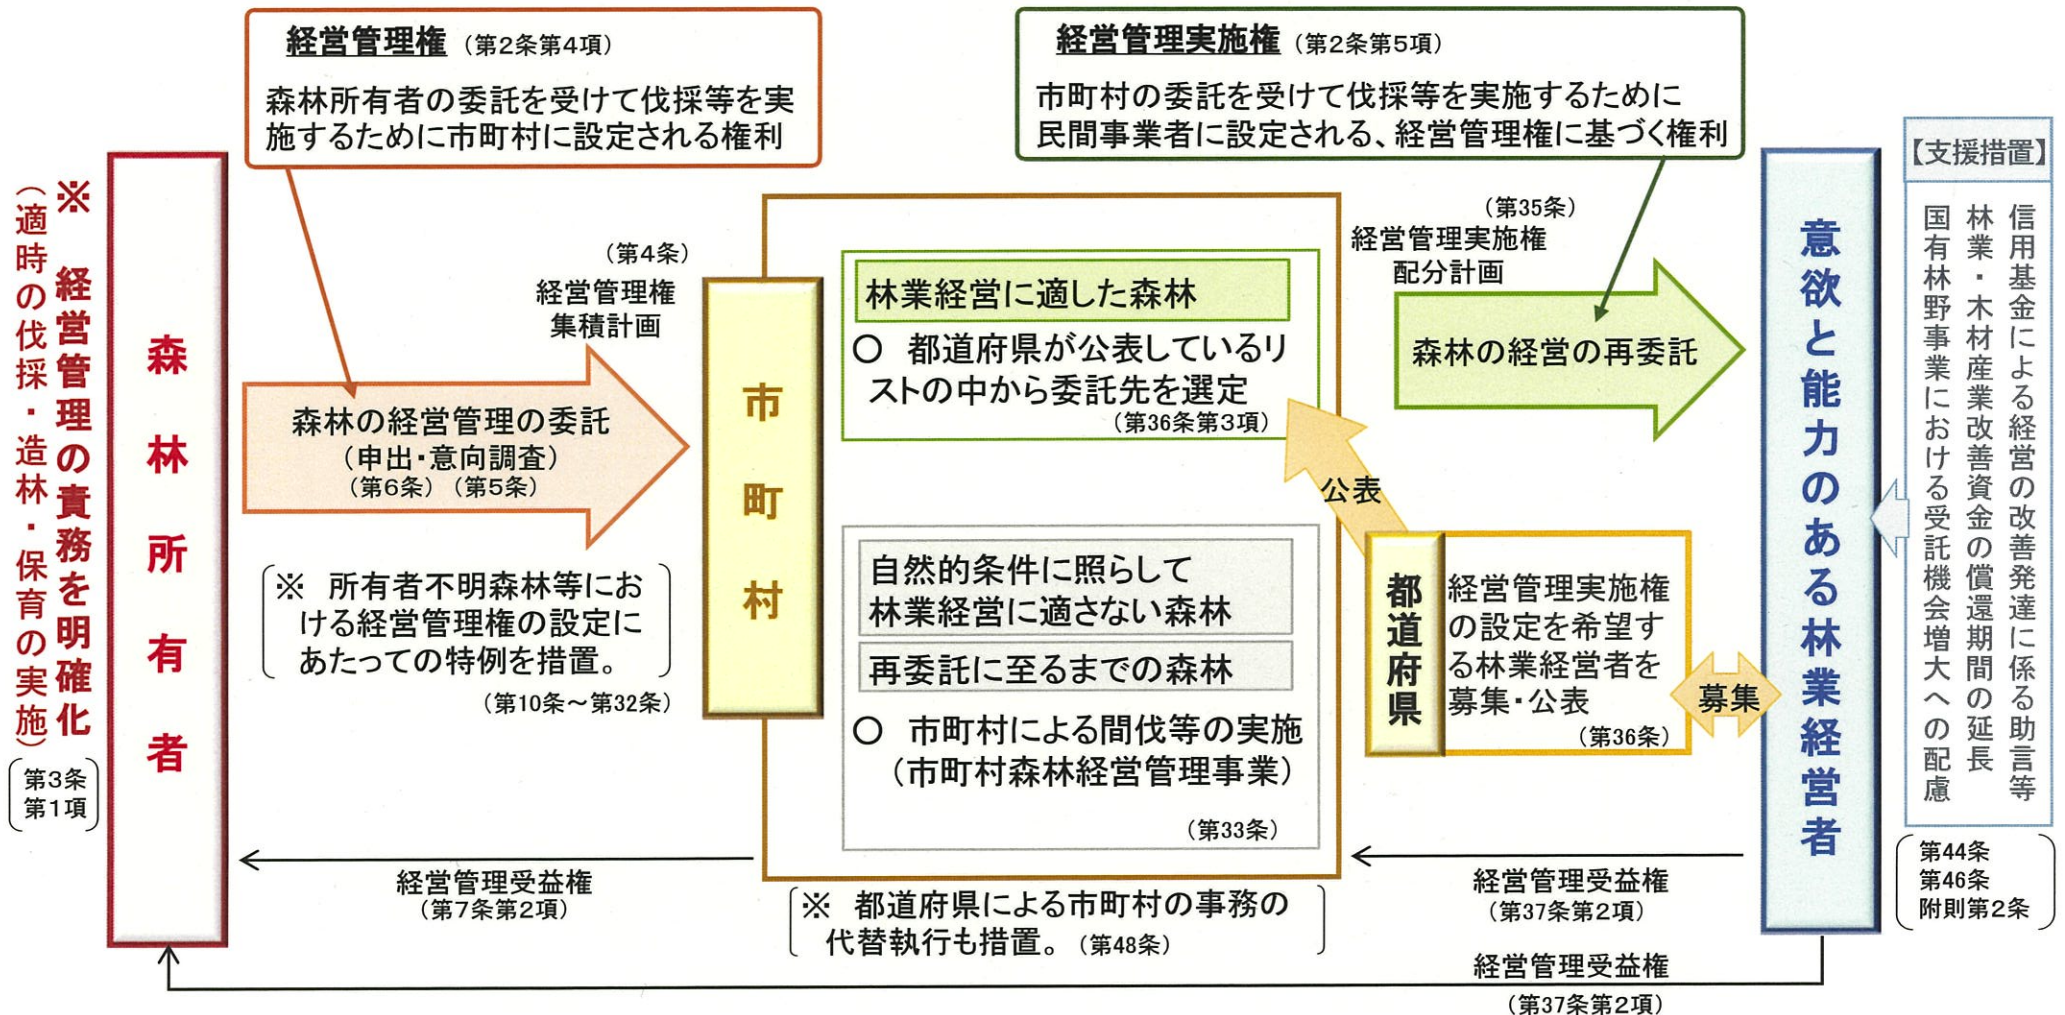 経営管理権（第2条第4項）
森林所有者の委託を受けて伐採等を実
施するために市町村に設定される権利
経営管理実施権（第2条第5項）
市町村の委託を受けて伐採等を実施するために
民間事業者に設定される、経営管理権に基づく権利
※　経営管理の責務を明確化
（適時の伐採・造林・保育の実施）
第3条
第1項
森林所有者
（第4条）
経営管理権
集積計画
森林の経営管理の委託
（申出・意向調査）
（第6条）（第5条）
※　所有者不明森林等にお
ける経営管理権の設定に
あたっての特例を措置。
（第10条～第32条）
市町村
林業経営に適した森林
○　都道府県が公表しているリ
ストの中から委託先を選定
（第36条第3項）
自然的条件に照らして
林業経営に適さない森林
再委託に至るまでの森林
○　市町村による間伐等の実施
（市町村森林経営管理事業）
（第33条）
※　都道府県による市町村の事務の
代替執行も措置。（第48条）
（第35条）
経営管理実施権
配分計画
森林の経営の再委託
公表
都道府県
経営管理実施権
の設定を希望す
る林業経営者を
募集・公表
（第36条）
募集
意欲と能力のある林業経営者
【支援措置】
信用基金による経営の改善発達に係る助言等
林業・木材産業改善資金の償還期間の延長
国有林野事業における受託機会増大への配慮
第44条
第46条
附則第2条
経営管理受益権
（第7条第2項）
経営管理受益権
（第37条第2項）
経営管理受益権
（第37条第2項）